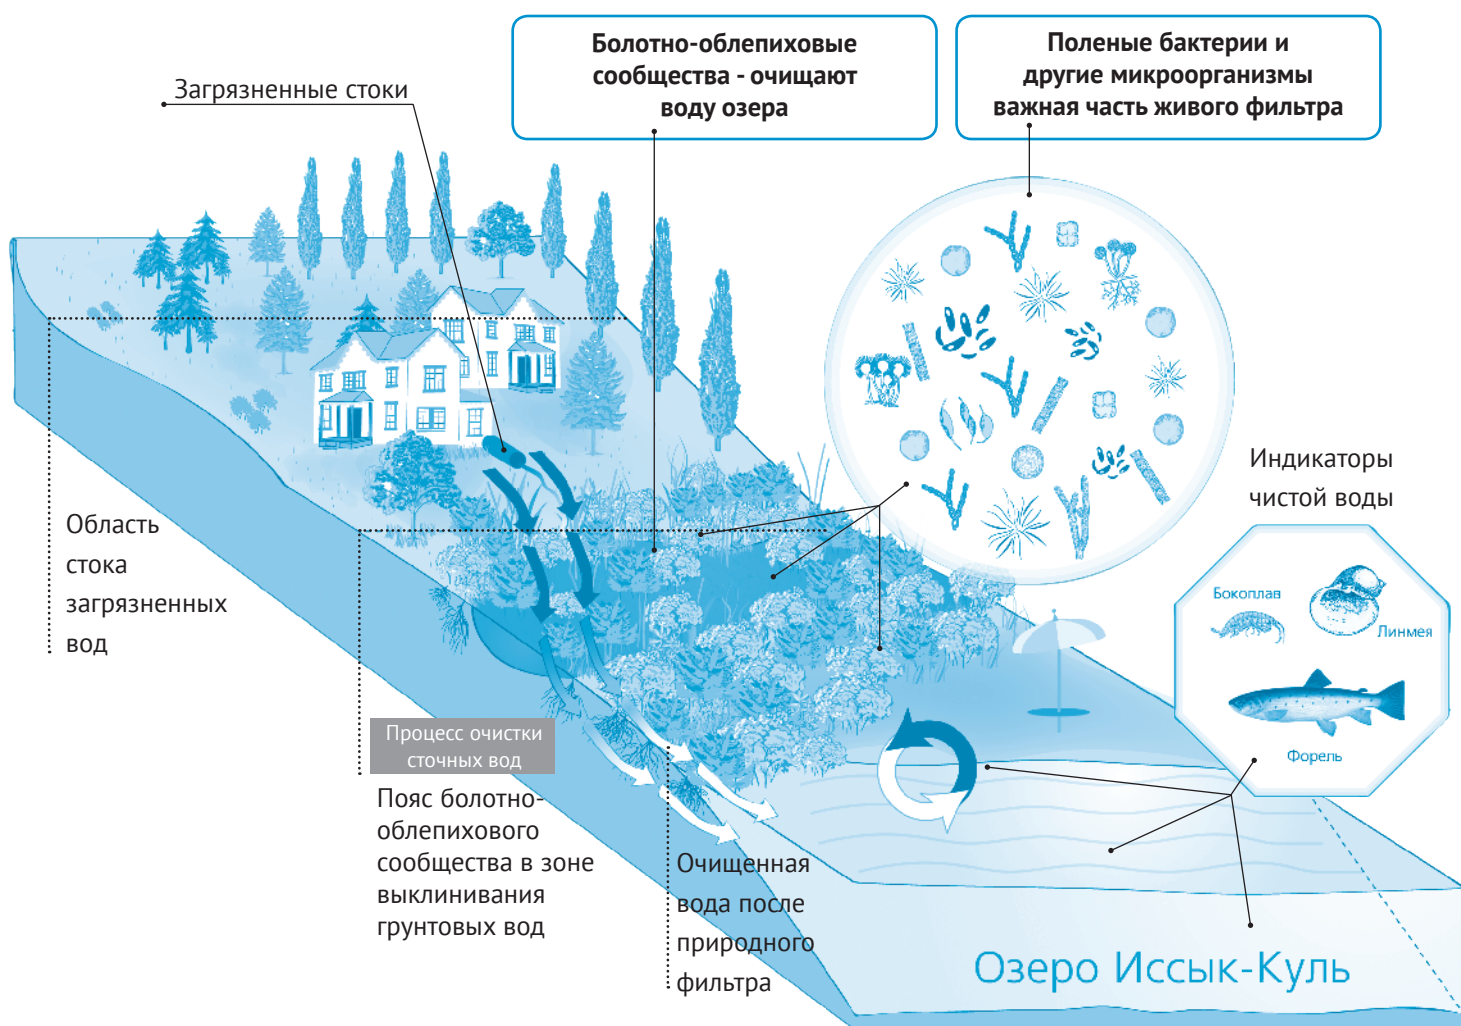 Болотно-облепиховые
сообщества - очищают
воду озера
Поленые бактерии и
другие микроорганизмы
важная часть живого фильтра
Загрязненные стоки
Индикаторы
чистой воды
Бокоплав
Линмея
Форель
Область
стока
загрязненных
вод
Процесс очистки
сточных вод
Пояс болотно-
облепихового
сообщества в зоне
выклинивания
грунтовых вод
Очищенная
вода после
природного
фильтра
Озеро Иссык-Куль